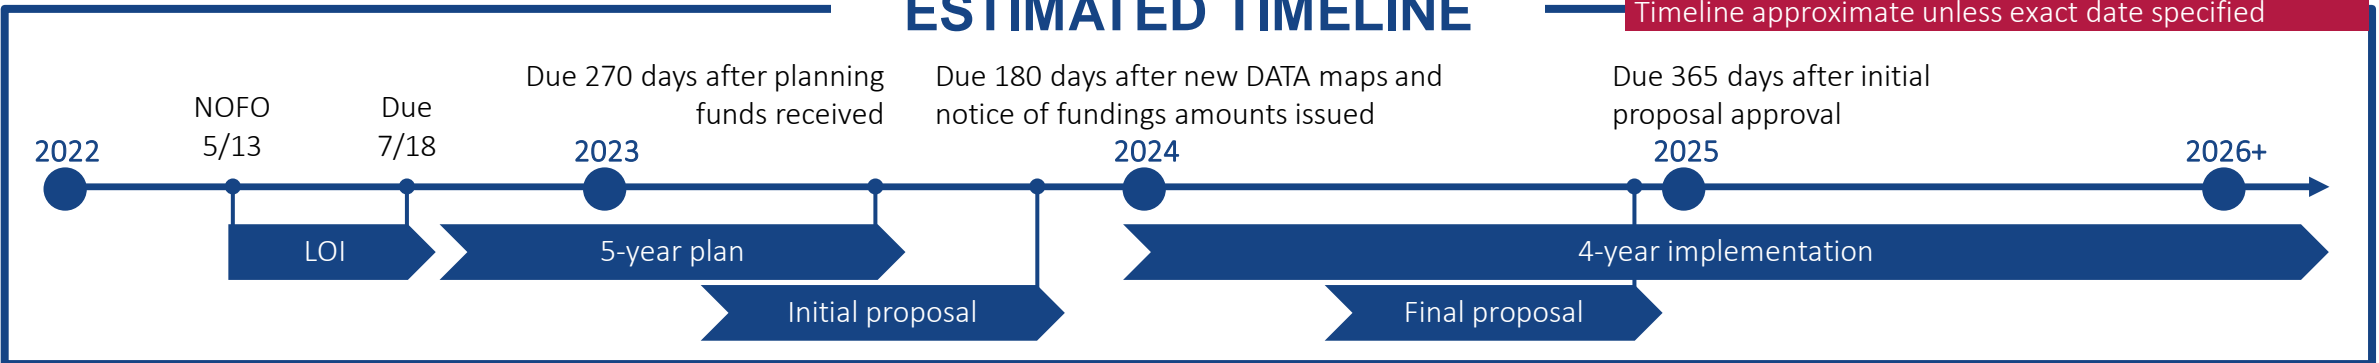 ESTIMATED TIMELINE
Timeline approximate unless exact date specified
NOFO
5/13
Due
7/18
Due 270 days after planning
funds received
Due 180 days after new DATA maps and
notice of fundings amounts issued
Due 365 days after initial
proposal approval
2022
2023
2024
2025
2026+
LOI
5-year plan
4-year implementation
Initial proposal
Final proposal